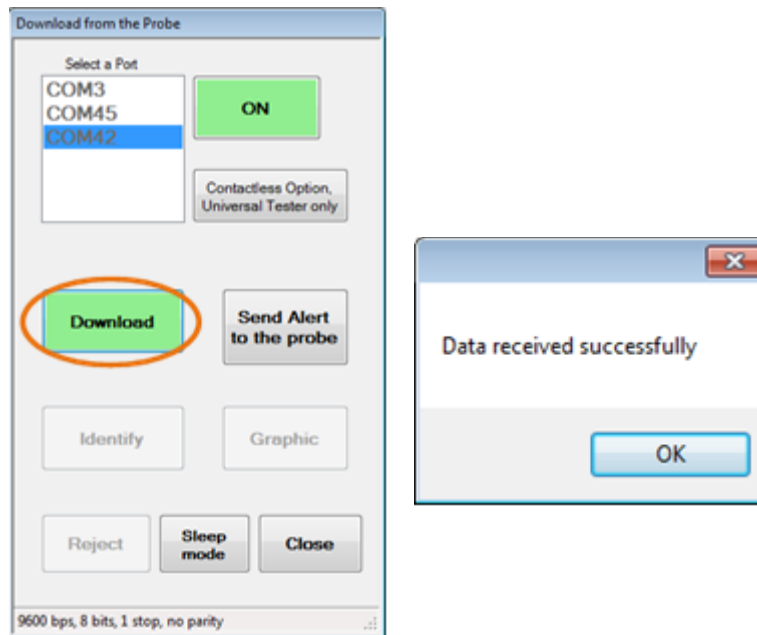 Download from the Probe
Select a Port
COM3
COM45
COM42
ON
Contactless Option,
Universal Tester only
Download
Send Alert
to the probe
Identify
Graphic
Reject
Sleep
mode
Close
9600 bps, 8 bits, 1 stop, no parity
Data received successfully
OK